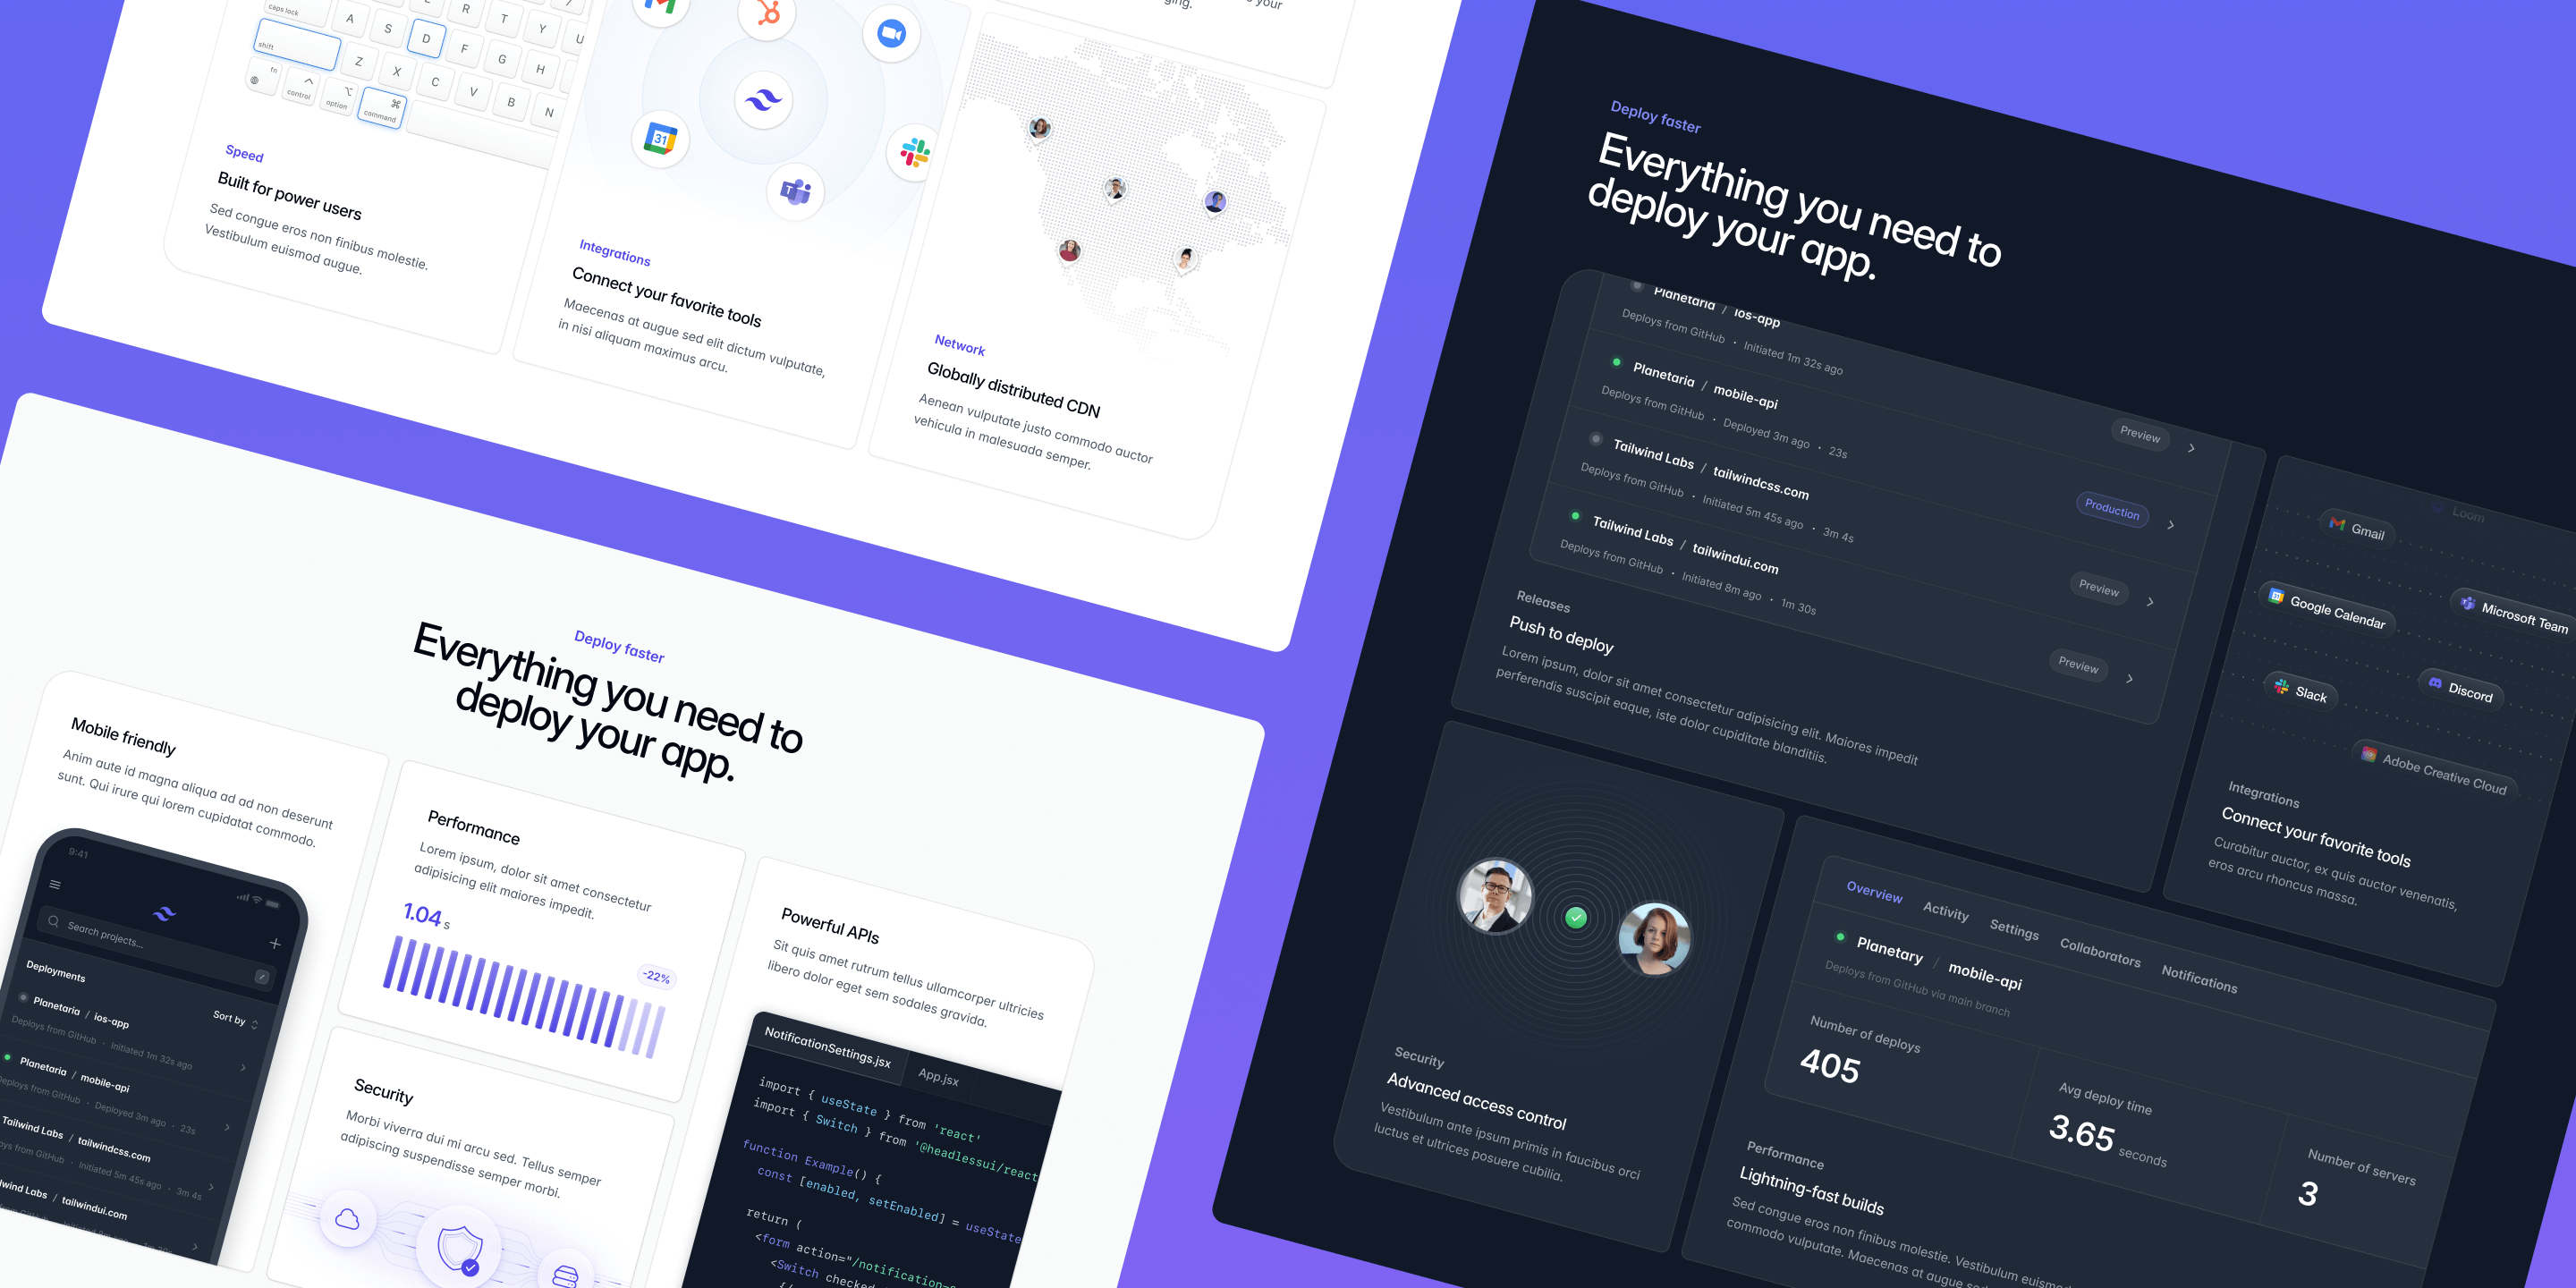 ging.
your
caps lock
A
S
D
F
G
H
R
T
Y
U
shift
Z
X
C
V
B
N
fn
control
option
command
Speed
Built for power users
Sed congue eros non finibus molestie.
Vestibulum euismod augue.
31
Integrations
Connect your favorite tools
Maecenas at augue sed elit dictum vulputate,
in nisi aliquam maximus arcu.
Network
Globally distributed CDN
Aenean vulputate justo commodo auctor
vehicula in malesuada semper.
Deploy faster
Everything you need to
deploy your app.
Mobile friendly
Anim aute id magna aliqua ad ad non deserunt
sunt. Qui irure qui lorem cupidatat commodo.
9:41
Search projects...
Deployments
Sort by
Planetaria / ios-app
Deploys from GitHub • Initiated 1m 32s ago
Planetaria / mobile-api
Deploys from GitHub • Deployed 3m ago • 23s
Tailwind Labs / tailwindcss.com
ys from GitHub • Initiated 5m 45s ago • 3m 4s
wind Labs / tailwindui.com
Performance
Lorem ipsum, dolor sit amet consectetur
adipisicing elit maiores impedit.
1.04 s
-22%
Security
Morbi viverra dui mi arcu sed. Tellus semper
adipiscing suspendisse semper morbi.
Powerful APIs
Sit quis amet rutrum tellus ullamcorper ultricies
libero dolor eget sem sodales gravida.
NotificationSettings.jsx
App.jsx
import { useState } from 'react'
import { Switch } from '@headlessui/react
function Example() {
const [enabled, setEnabled] = useState
return (
<form action="/notification-
<Switch checked
Deploy faster
Everything you need to
deploy your app.
Planetaria / ios-app
Deploys from GitHub • Initiated 1m 32s ago
Preview
Planetaria / mobile-api
Deploys from GitHub • Deployed 3m ago • 23s
Production
Tailwind Labs / tailwindcss.com
Deploys from GitHub • Initiated 5m 45s ago • 3m 4s
Preview
Tailwind Labs / tailwindui.com
Deploys from GitHub • Initiated 8m ago • 1m 30s
Preview
Releases
Push to deploy
Lorem ipsum, dolor sit amet consectetur adipisicing elit. Maiores impedit
perferendis suscipit eaque, iste dolor cupiditate blanditiis.
Loom
Gmail
Google Calendar
Microsoft Team
Slack
Discord
Adobe Creative Cloud
Integrations
Connect your favorite tools
Curabitur auctor, ex quis auctor venenatis,
eros arcu rhoncus massa.
Security
Advanced access control
Vestibulum ante ipsum primis in faucibus orci
luctus et ultrices posuere cubilia.
Overview
Activity
Settings
Collaborators
Notifications
Planetary / mobile-api
Deploys from GitHub via main branch
Number of deploys
405
Avg deploy time
3.65 seconds
Number of servers
3
Performance
Lightning-fast builds
Sed congue eros non finibus molestie. Vestibulum euismod
commodo vulputate. Maecenas at augue sed